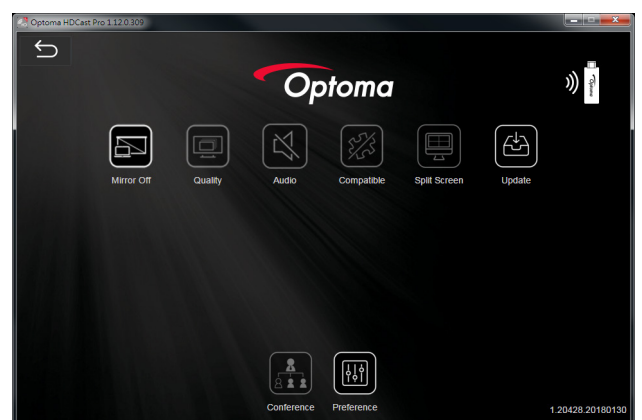 Optoma HDCast Pro 1.12.0.309
Optoma
Optoma
Mirror Off
Quality
Audio
Compatible
Split Screen
Update
Conference
Preference
1.20428.20180130